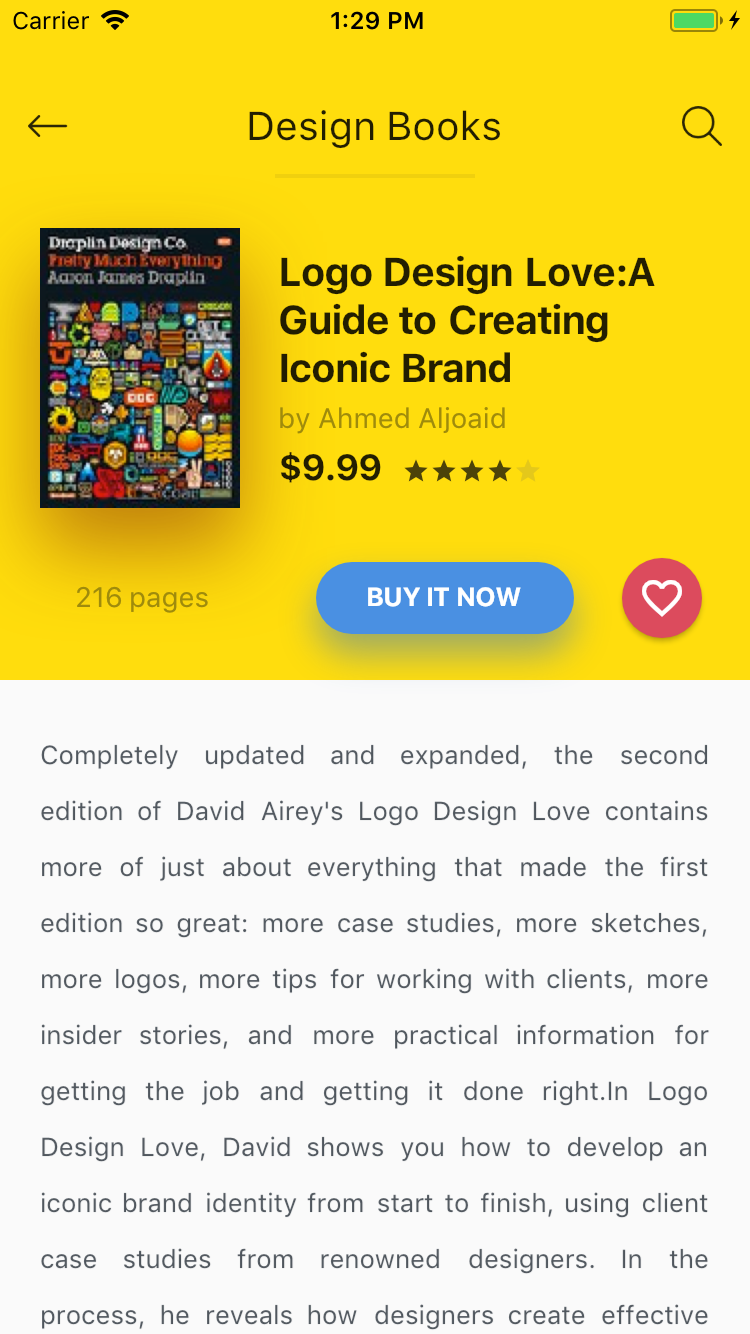 Carrier
1:29 PM
Design Books
Draplin Design Co.
Pretty Much Everything
Aaron James Draplin
DDC
Logo Design Love:A
Guide to Creating
Iconic Brand
by Ahmed Aljoaid
$9.99
216 pages
BUY IT NOW
Completely updated and expanded, the second
edition of David Airey's Logo Design Love contains
more of just about everything that made the first
edition so great: more case studies, more sketches,
more logos, more tips for working with clients, more
insider stories, and more practical information for
getting the job and getting it done right.In Logo
Design Love, David shows you how to develop an
iconic brand identity from start to finish, using client
case studies from renowned designers. In the
process, he reveals how designers create effective